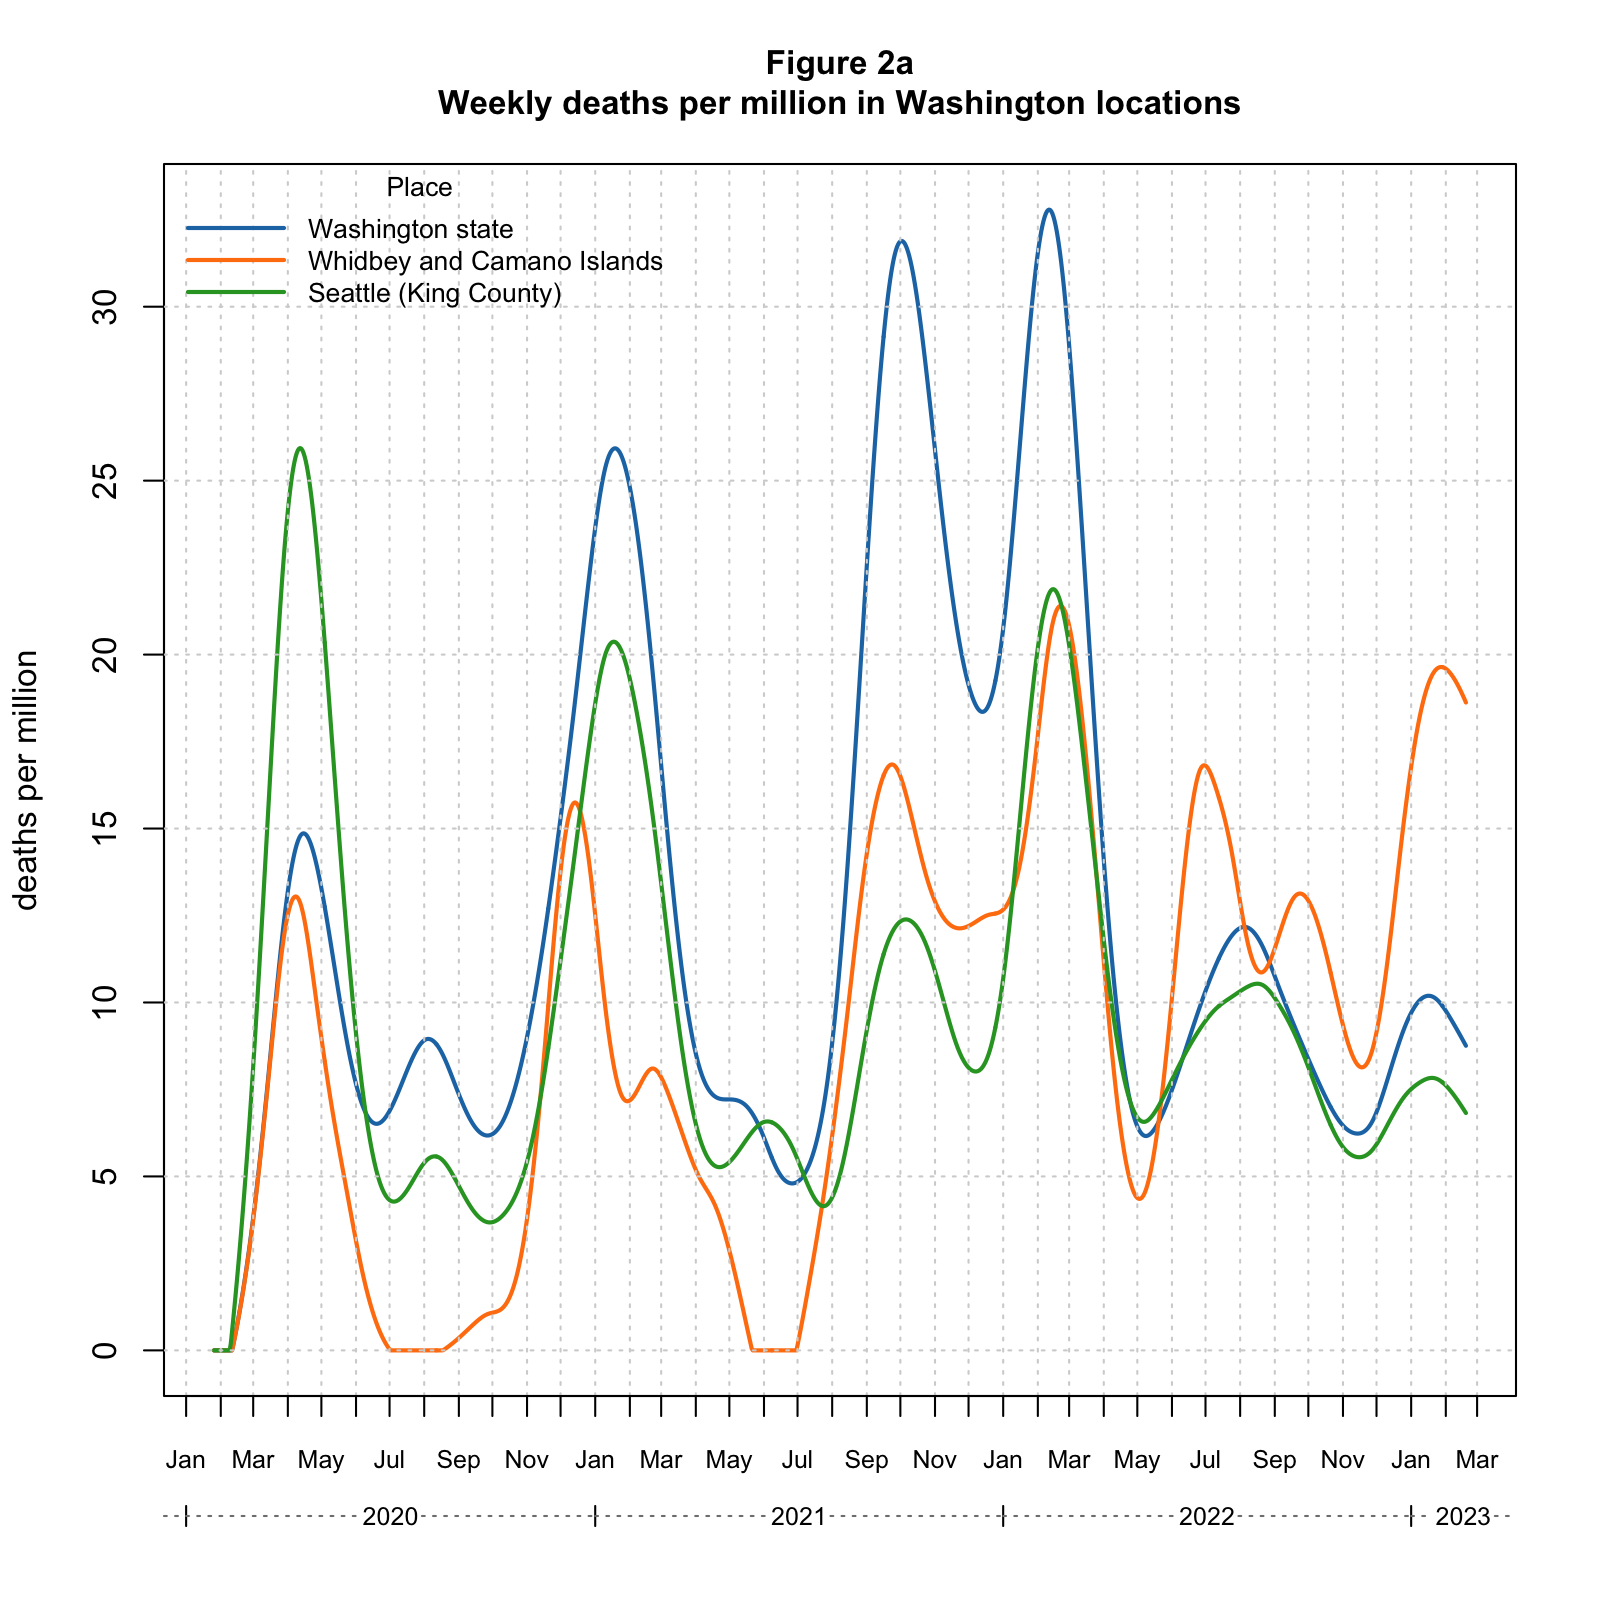 Figure 2a
Weekly deaths per million in Washington locations
Place
Washington state
Whidbey and Camano Islands
Seattle (King County)
deaths per million
30
25
20
15
10
5
0
Jan Mar May Jul Sep Nov Jan Mar May Jul Sep Nov Jan Mar May Jul Sep Nov Jan Mar
2020 2021 2022 2023